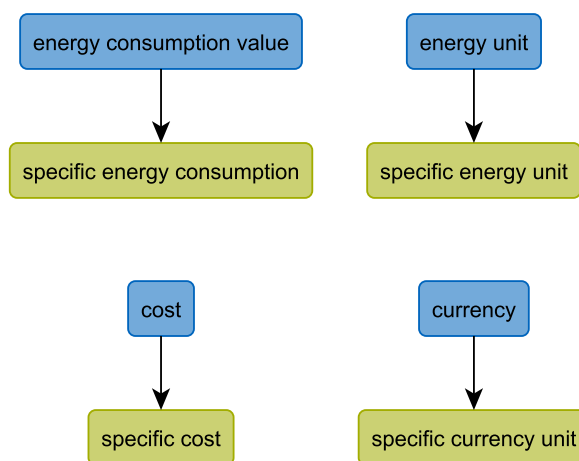 energy consumption value
energy unit
specific energy consumption
specific energy unit
cost
currency
specific cost
specific currency unit